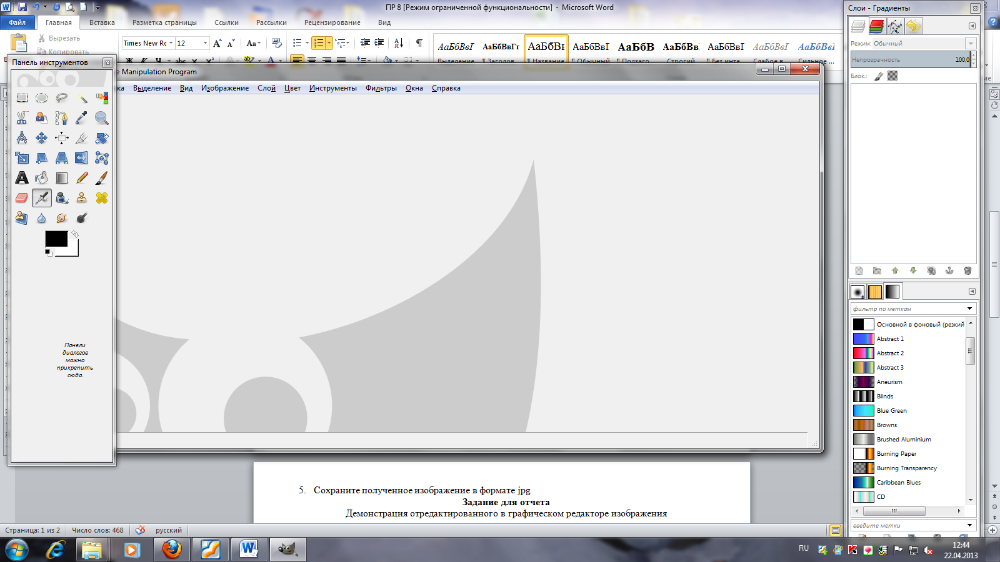 ПР 8 [Режим ограниченной функциональности] - Microsoft Word
Файл Главная Вставка Разметка страницы Ссылки Рассылки Рецензирование Вид
Вырезать
Копировать
Times New Rc 12 Aa
АаБбВвІ АаБбВвГг АаБбВв АаБбВвІ АаБбВ АаБбВв. АаБбВвІ АаБбВвІ АаБбВвІ
Ж К Ч abc x x A
Выделение ¶ Заголов... ¶ Название ¶ Обычный ¶ Подзаго... Строгий ¶ Без инте... Слабое в... Сильное ...
Панель инструментов
e Manipulation Program
ка Выделение Вид Изображение Слой Цвет Инструменты Фильтры Окна Справка
Панели
диалогов
можно
прикрепить
сюда.
Слои - Градиенты
Режим: Обычный
Непрозрачность 100,0
Блок.:
фильтр по меткам
Основной в фоновый (резкий
Abstract 1
Abstract 2
Abstract 3
Aneurism
Blinds
Blue Green
Browns
Brushed Aluminium
Burning Paper
Burning Transparency
Caribbean Blues
CD
введите метки
5. Сохраните полученное изображение в формате jpg
Задание для отчета
Демонстрация отредактированного в графическом редакторе изображения
Страница: 1 из 2 Число слов: 468 русский
RU
12:44
22.04.2013